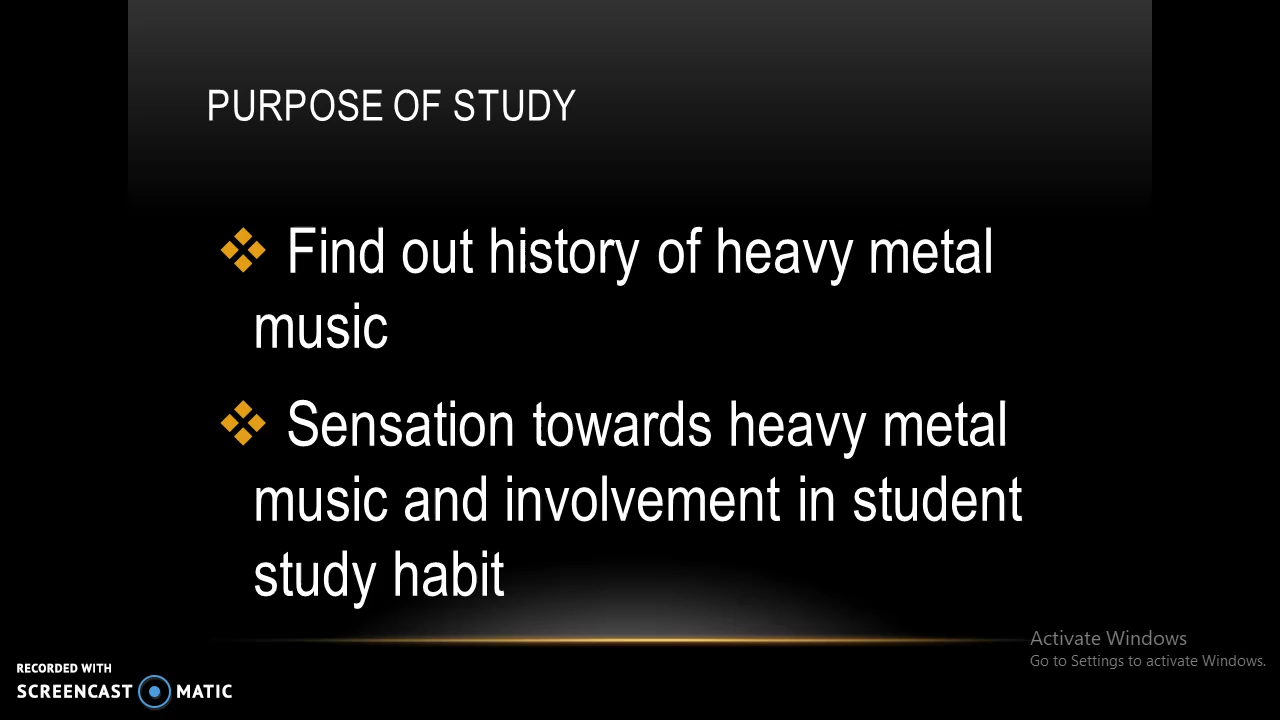 PURPOSE OF STUDY
Find out history of heavy metal
music
Sensation towards heavy metal
music and involvement in student
study habit
Activate Windows
Go to Settings to activate Windows.
RECORDED WITH
SCREENCAST MATIC